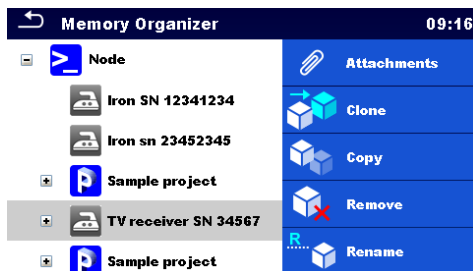 Memory Organizer 09:16
Node
Iron SN 12341234
Iron sn 23452345
Sample project
TV receiver SN 34567
Sample project
Attachments
Clone
Copy
Remove
R
Rename